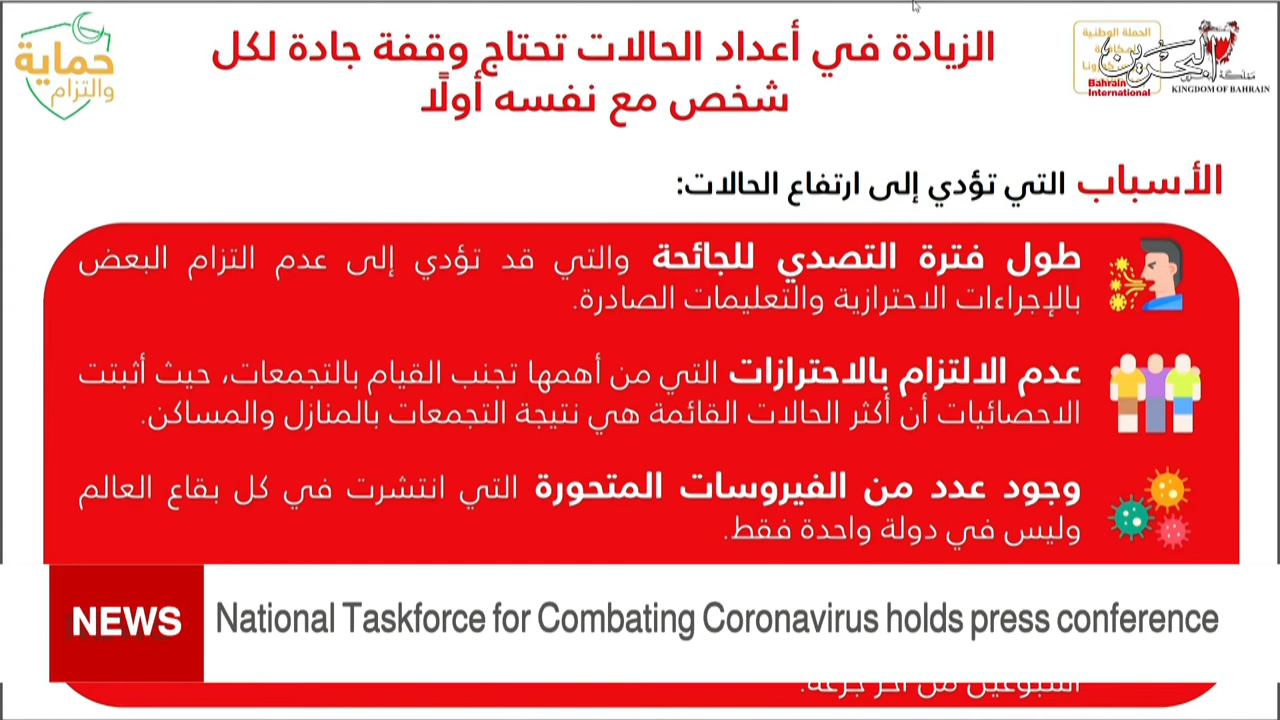 حماية
والتزام
الزيادة في أعداد الحالات تحتاج وقفة جادة لكل
شخص مع نفسه أولًا
الحملة الوطنية
لمكافحة
Bahrain
International
البحرين
مملكة
KINGDOM OF BAHRAIN
الأسباب التي تؤدي إلى ارتفاع الحالات:
طول فترة التصدي للجائحة والتي قد تؤدي إلى عدم التزام البعض
بالإجراءات الاحترازية والتعليمات الصادرة.
عدم الالتزام بالاحترازات التي من أهمها تجنب القيام بالتجمعات، حيث أثبتت
الاحصائيات أن أكثر الحالات القائمة هي نتيجة التجمعات بالمنازل والمساكن.
وجود عدد من الفيروسات المتحورة التي انتشرت في كل بقاع العالم
وليس في دولة واحدة فقط.
NEWS National Taskforce for Combating Coronavirus holds press conference